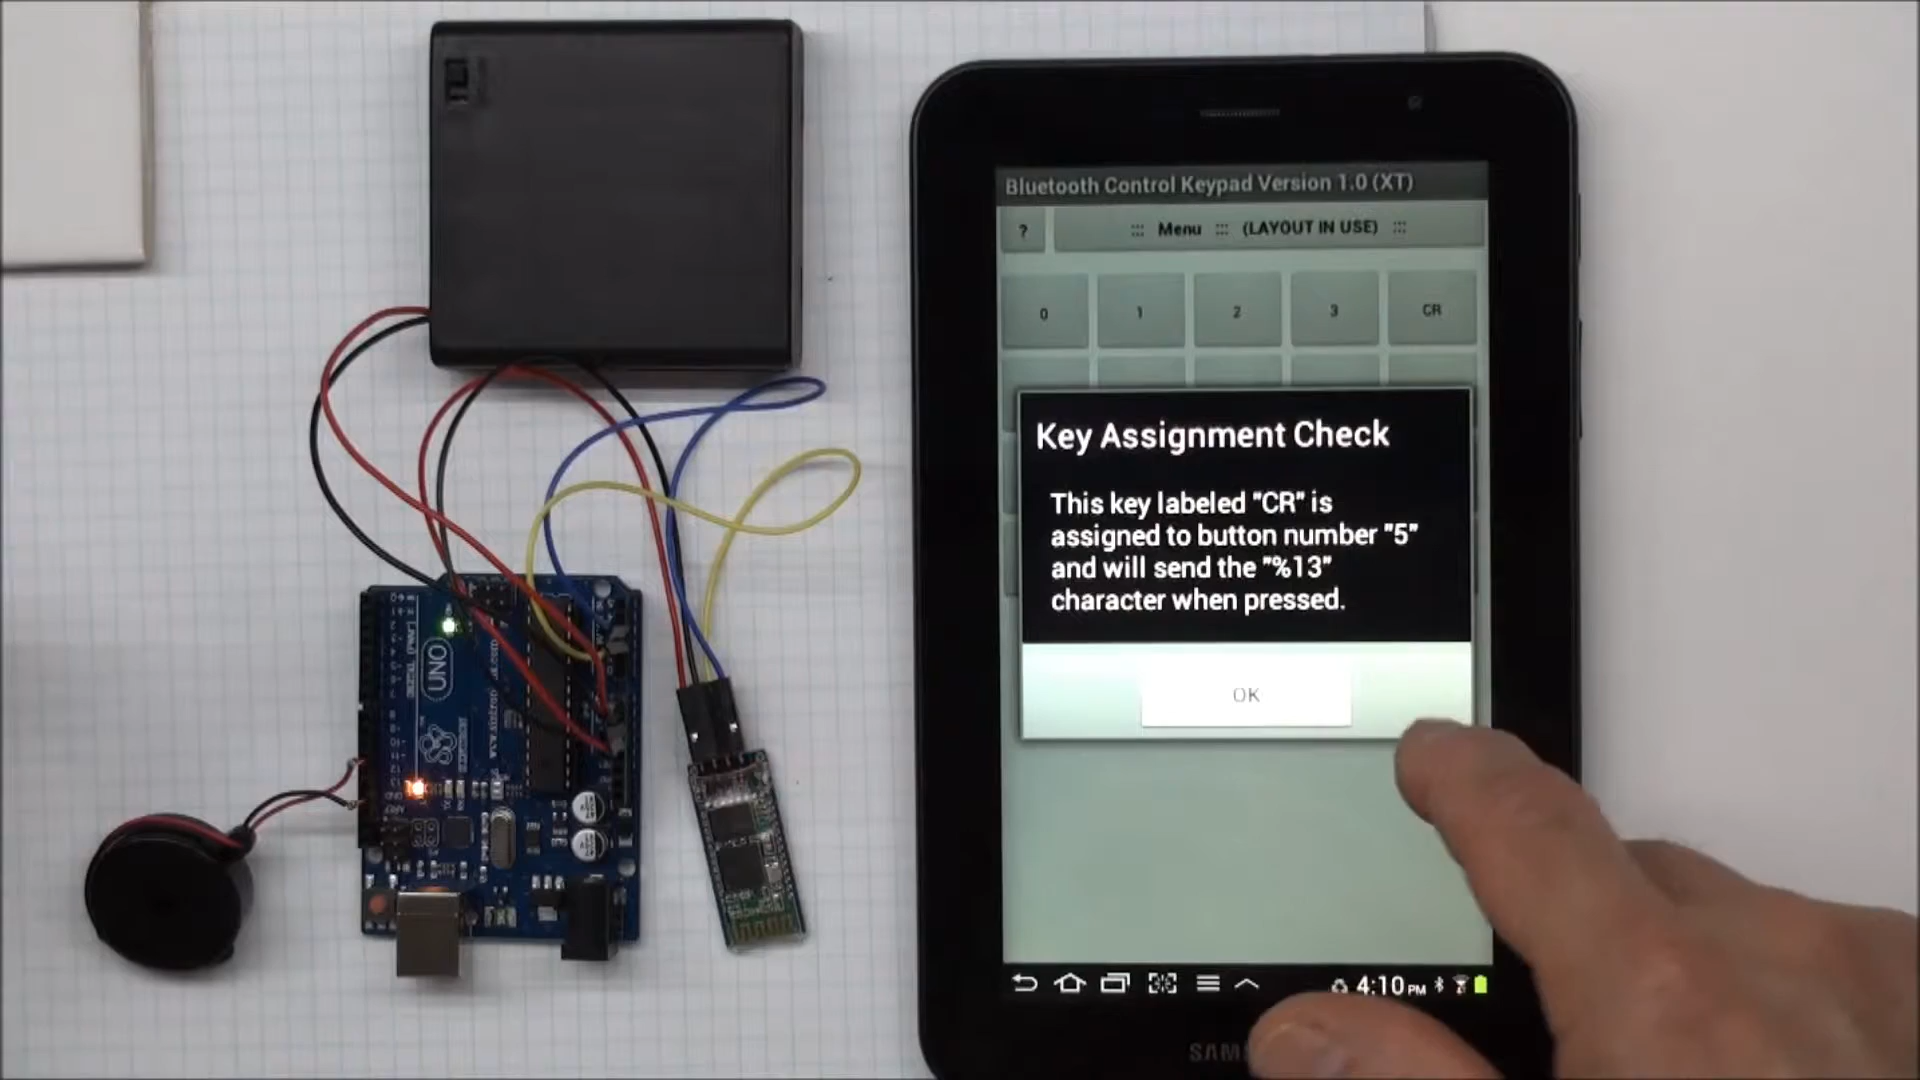 Bluetooth Control Keypad Version 1.0 (XT)
? ::: Menu ::: (LAYOUT IN USE) :::
0 1 2 3 CR
Key Assignment Check
This key labeled "CR" is
assigned to button number "5"
and will send the "%13"
character when pressed.
OK
4:10 PM
SAM
UNO